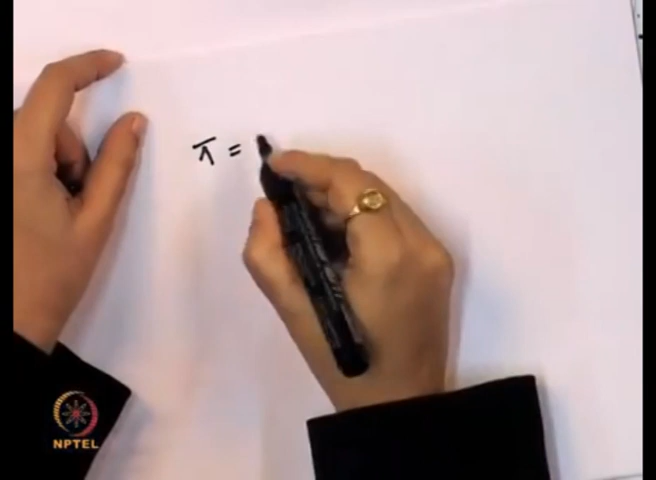 λ̄ =
NPTEL